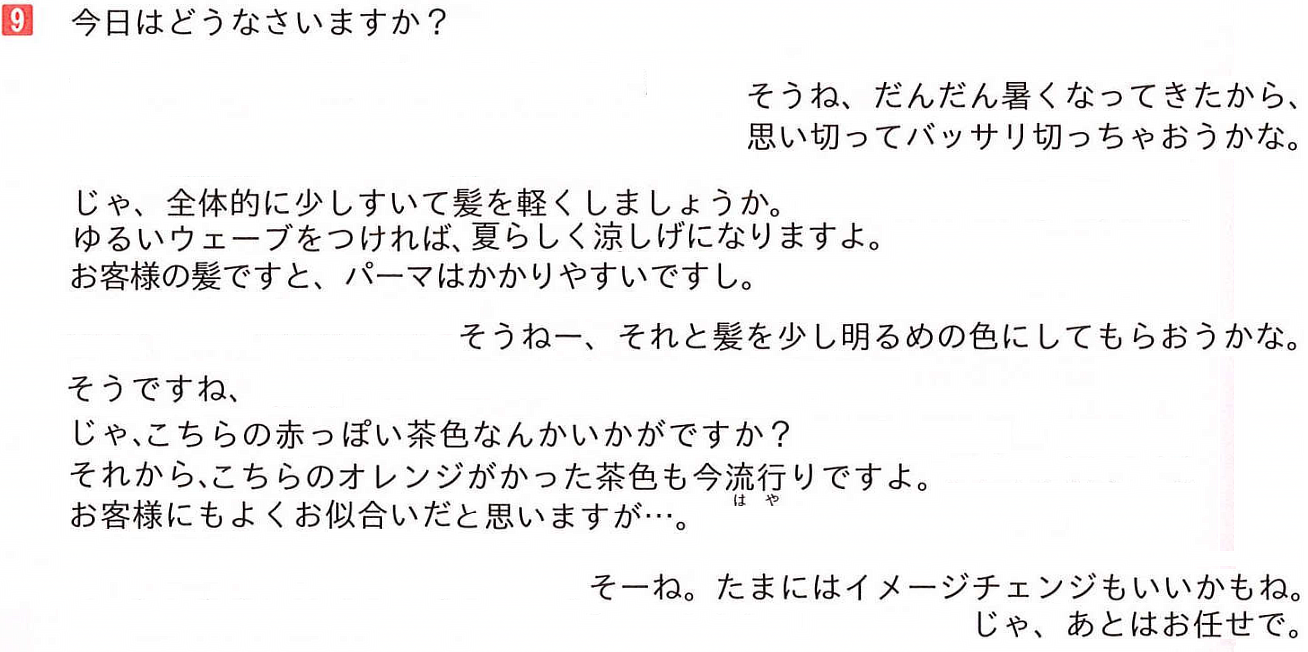 9 今日はどうなさいますか？
そうね、だんだん暑くなってきたから、
思い切ってバッサリ切っちゃおうかな。
じゃ、全体的に少しすいて髪を軽くしましょうか。
ゆるいウェーブをつければ、夏らしく涼しげになりますよ。
お客様の髪ですと、パーマはかかりやすいですし。
そうねー、それと髪を少し明るめの色にしてもらおうかな。
そうですね、
じゃ、こちらの赤っぽい茶色なんかいかがですか？
それから、こちらのオレンジがかった茶色も今流行りですよ。
はや
お客様にもよくお似合いだと思いますが…。
そーね。たまにはイメージチェンジもいいかもね。
じゃ、あとはお任せで。